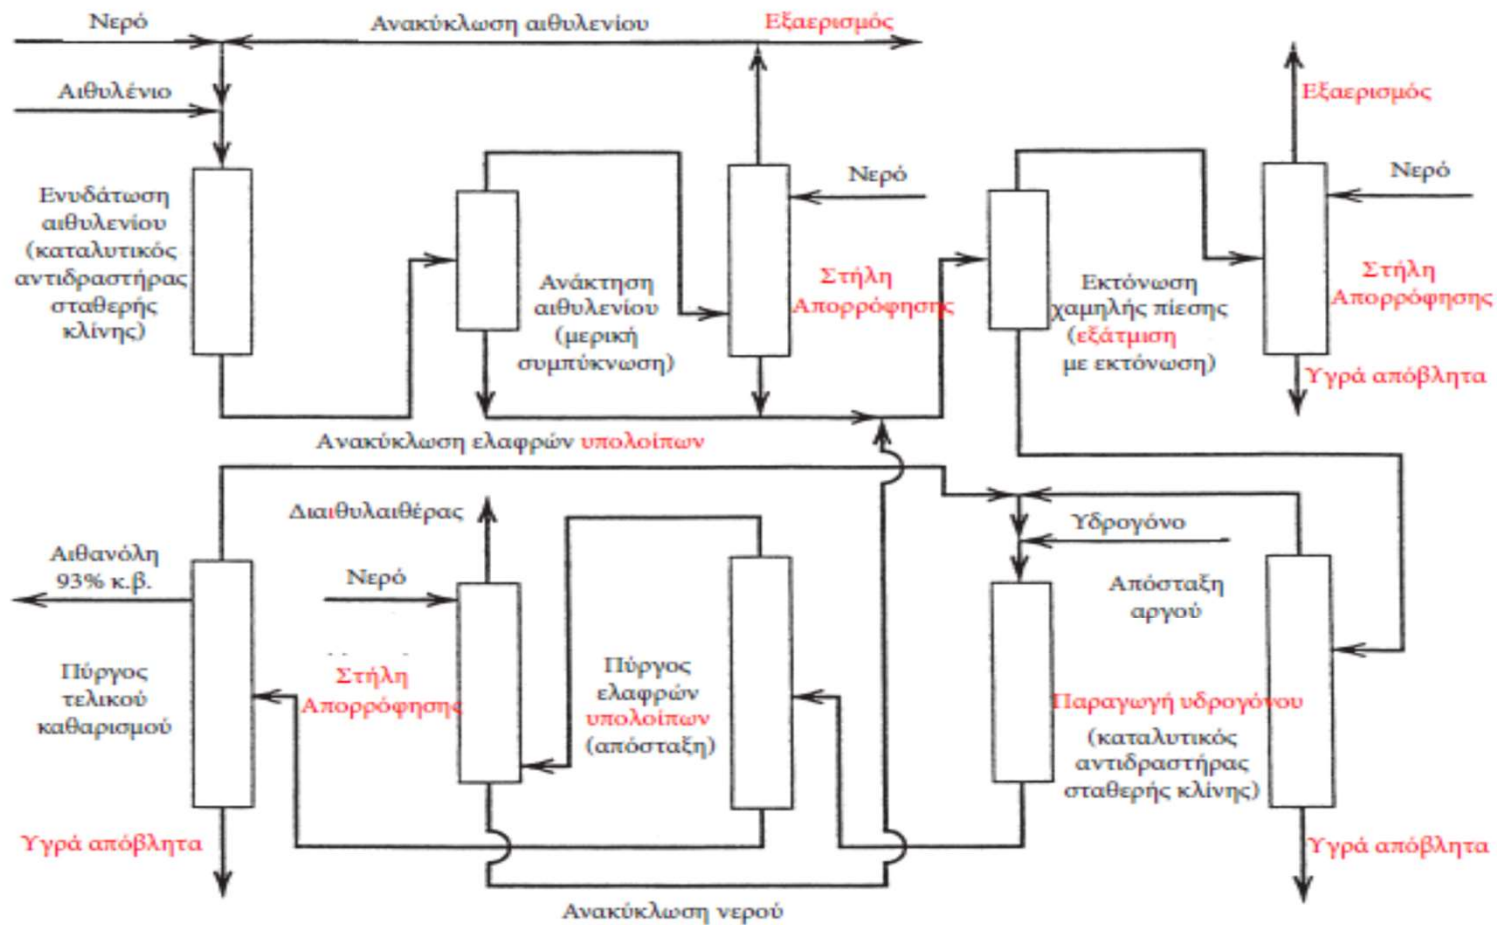 Νερό
Ανακύκλωση αιθυλενίου
Εξαερισμός
Αιθυλένιο
Εξαερισμός
Ενυδάτωση
αιθυλενίου
(καταλυτικός
αντιδραστήρας
σταθερής
κλίνης)
Νερό
Νερό
Ανάκτηση
αιθυλενίου
(μερική
συμπύκνωση)
Στήλη
Απορρόφησης
Εκτόνωση
χαμηλής πίεσης
(εξάτμιση
με εκτόνωση)
Στήλη
Απορρόφησης
Υγρά απόβλητα
Ανακύκλωση ελαφρών υπολοίπων
Διαιθυλαιθέρας
Υδρογόνο
Αιθανόλη
93% κ.β.
Νερό
Απόσταξη
αργού
Πύργος
τελικού
καθαρισμού
Στήλη
Απορρόφησης
Πύργος
ελαφρών
υπολοίπων
(απόσταξη)
Παραγωγή υδρογόνου
(καταλυτικός
αντιδραστήρας
σταθερής κλίνης)
Υγρά απόβλητα
Υγρά απόβλητα
Ανακύκλωση νερού